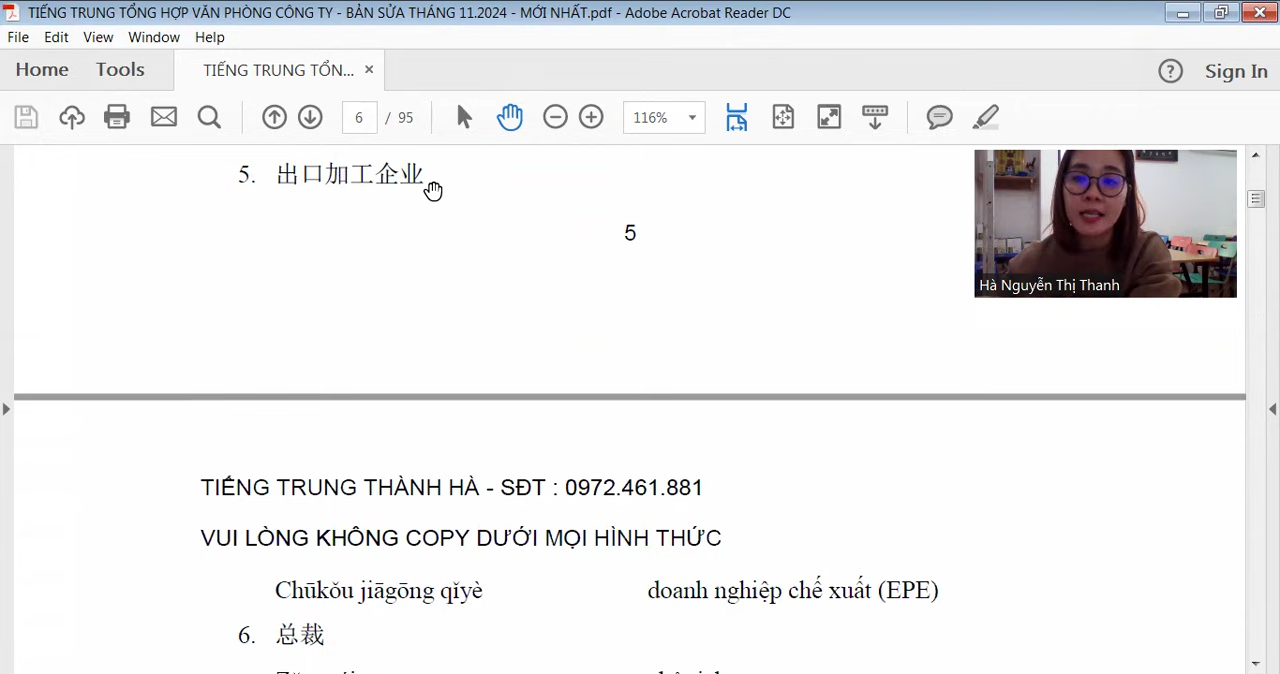 TIẾNG TRUNG TỔNG HỢP VĂN PHÒNG CÔNG TY - BẢN SỬA THÁNG 11.2024 - MỚI NHẤT.pdf - Adobe Acrobat Reader DC
File Edit View Window Help
Home Tools TIẾNG TRUNG TỔN... × Sign In
6 / 95 116%
5. 出口加工企业
5
Hà Nguyễn Thị Thanh
TIẾNG TRUNG THÀNH HÀ - SĐT : 0972.461.881
VUI LÒNG KHÔNG COPY DƯỚI MỌI HÌNH THỨC
Chūkǒu jiāgōng qǐyè doanh nghiệp chế xuất (EPE)
6. 总裁